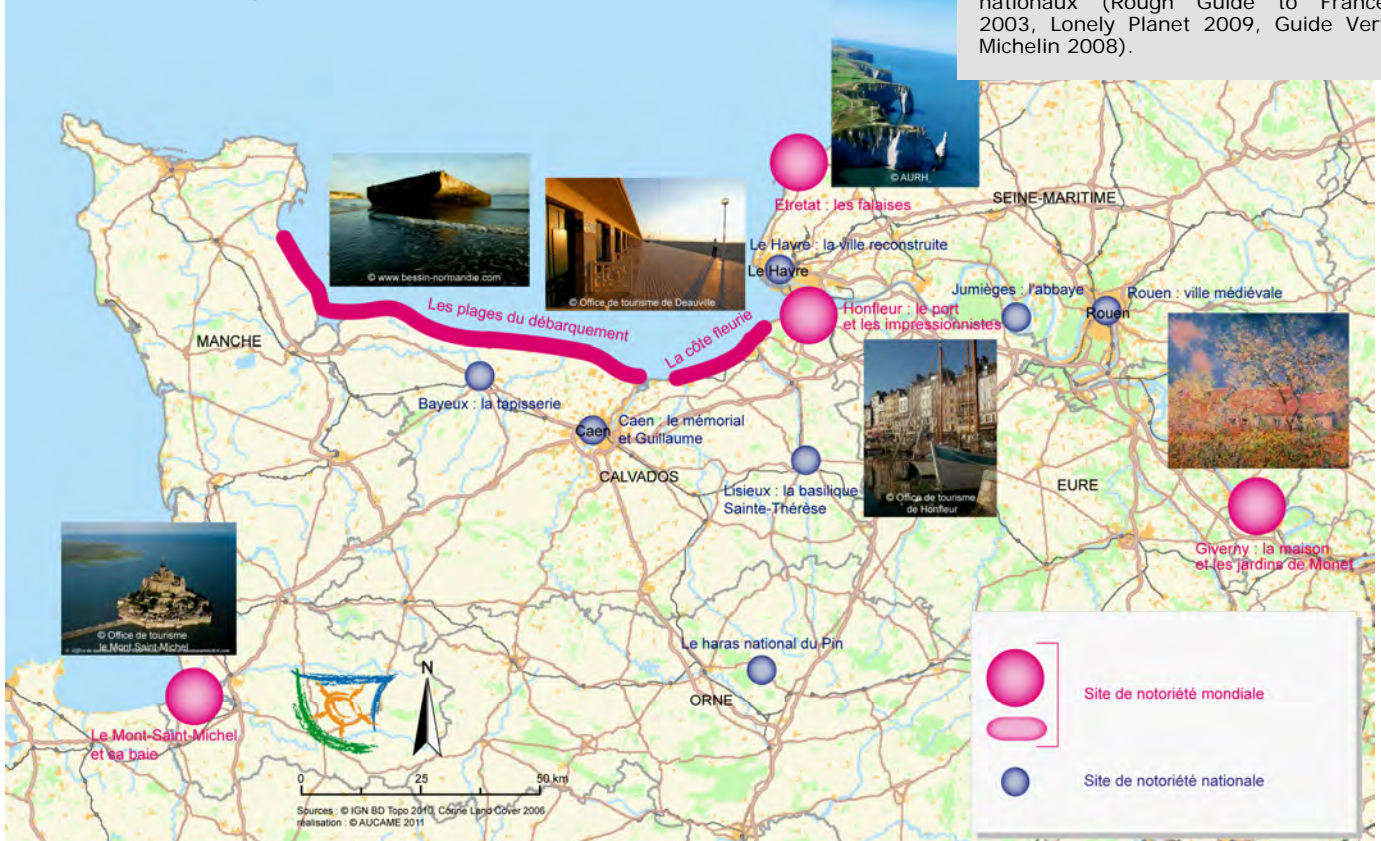 nationaux (Rough Guide to France
2003, Lonely Planet 2009, Guide Vert
Michelin 2008).
© AURH
Etretat : les falaises
SEINE-MARITIME
© www.bessin-normandie.com
© Office de tourisme de Deauville
Le Havre : la ville reconstruite
Le Havre
Jumièges : l'abbaye
Rouen : ville médiévale
Rouen
Honfleur : le port
et les impressionnistes
Les plages du débarquement
La côte fleurie
MANCHE
Bayeux : la tapisserie
Caen
Caen : le mémorial
et Guillaume
CALVADOS
Lisieux : la basilique
Sainte-Thérèse
© Office de tourisme
de Honfleur
EURE
Giverny : la maison
et les jardins de Monet
© Office de tourisme
le Mont Saint-Michel
Le haras national du Pin
ORNE
Le Mont-Saint-Michel
et sa baie
N
0 25 50 km
Sources : © IGN BD Topo 2010, Corine Land Cover 2006
réalisation : © AUCAME 2011
Site de notoriété mondiale
Site de notoriété nationale